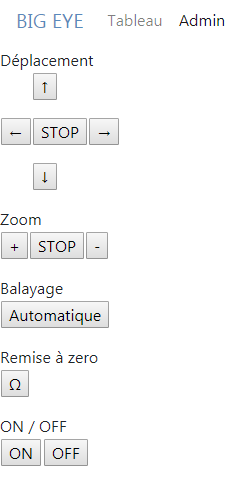 BIG EYE Tableau Admin
Déplacement
↑
← STOP →
↓
Zoom
+ STOP -
Balayage
Automatique
Remise à zero
Ω
ON / OFF
ON OFF